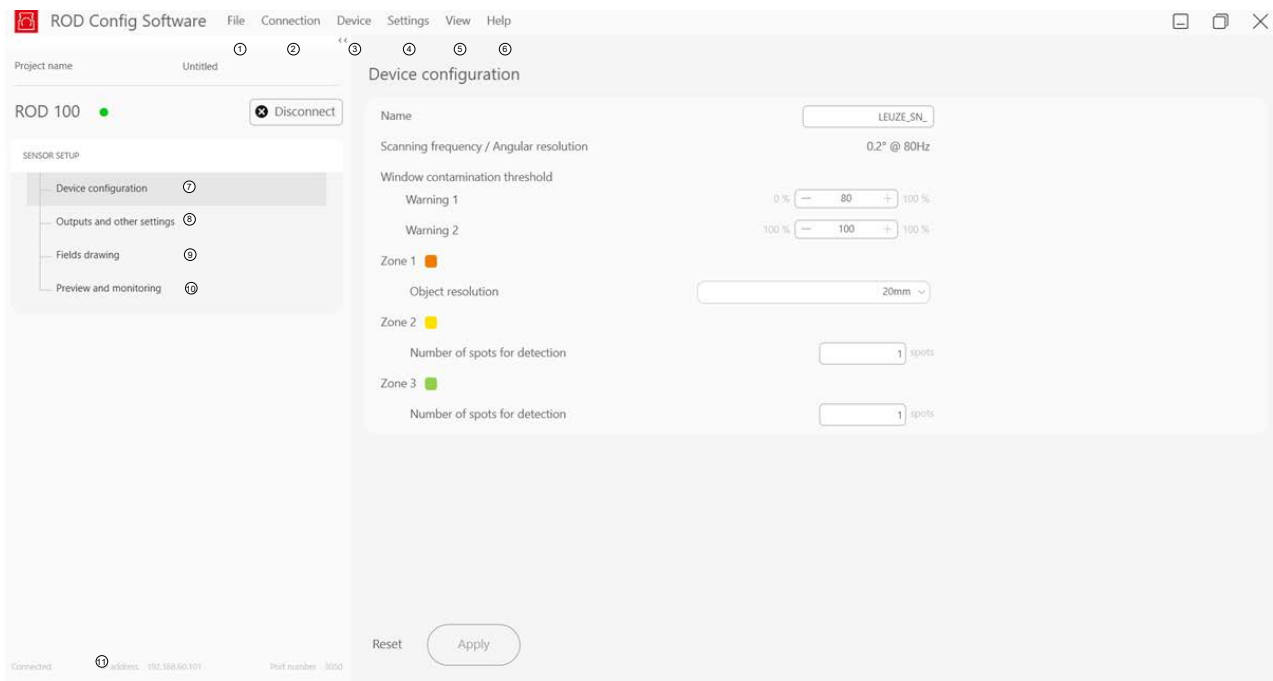 ROD Config Software File Connection Device Settings View Help
① ② ③ ④ ⑤ ⑥
Project name Untitled
Device configuration
ROD 100 Disconnect
Name LEUZE_SN_
Scanning frequency / Angular resolution 0.2° @ 80Hz
SENSOR SETUP
Window contamination threshold
Device configuration ⑦
Warning 1 0 % — 80 + 100 %
Outputs and other settings ⑧
Warning 2 100 % — 100 + 100 %
Fields drawing ⑨
Zone 1
Preview and monitoring ⑩
Object resolution 20mm
Zone 2
Number of spots for detection 1 spots
Zone 3
Number of spots for detection 1 spots
Reset Apply
Connected ⑪ address 192.168.60.101 Port number 3050